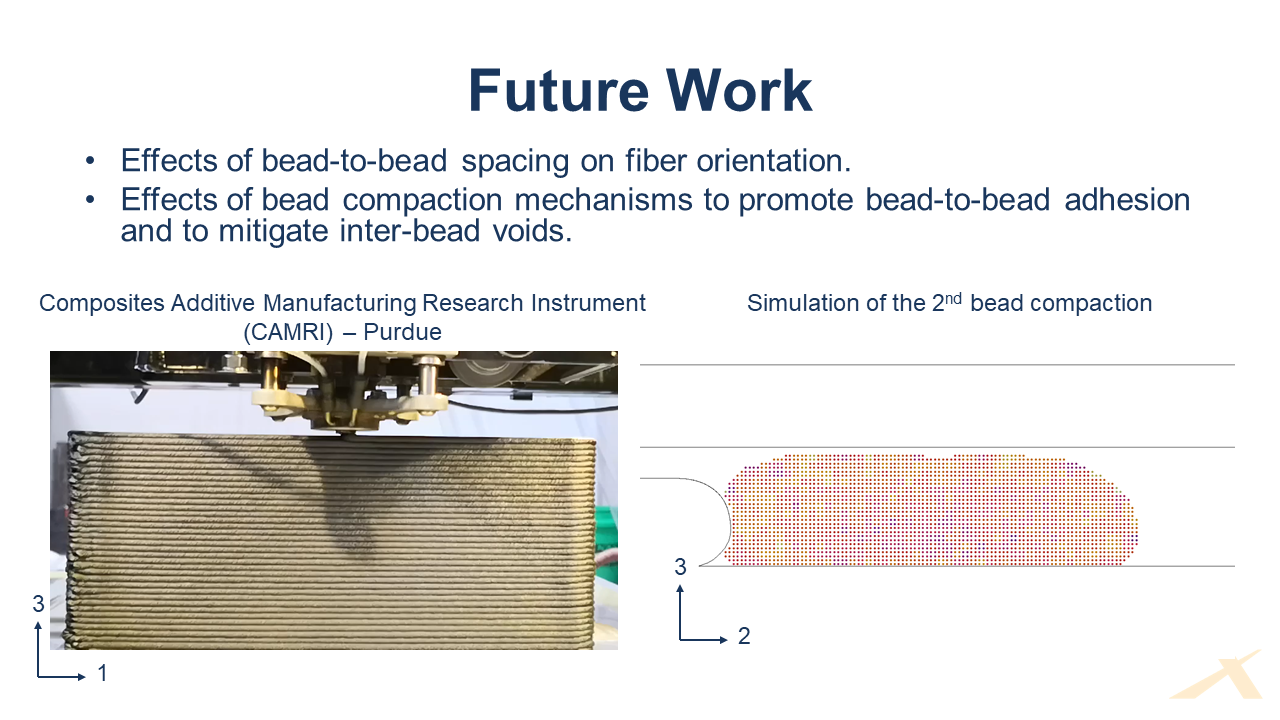 Future Work
• Effects of bead-to-bead spacing on fiber orientation.
• Effects of bead compaction mechanisms to promote bead-to-bead adhesion
and to mitigate inter-bead voids.
Composites Additive Manufacturing Research Instrument
(CAMRI) – Purdue
Simulation of the 2nd bead compaction
3
1
3
2